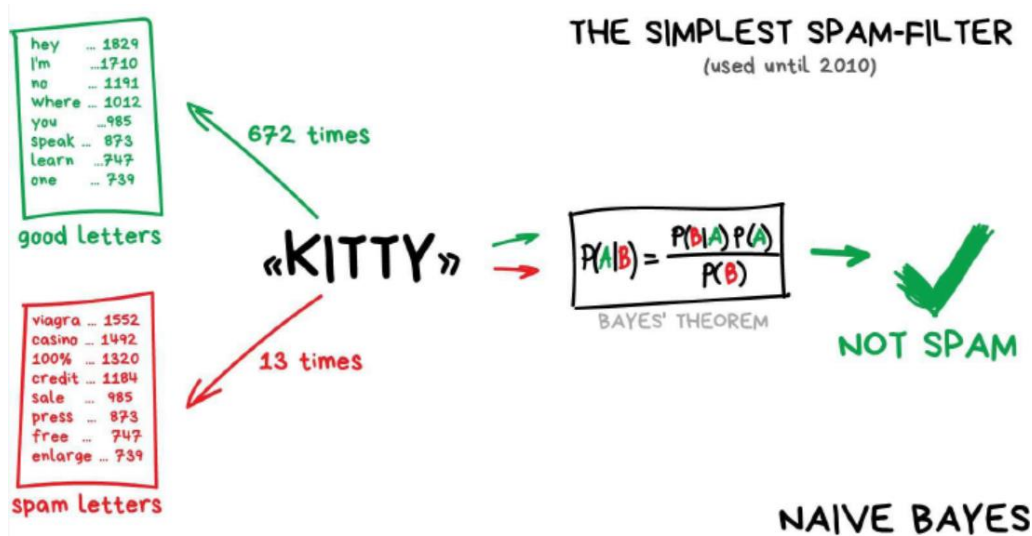 THE SIMPLEST SPAM-FILTER
(used until 2010)
hey ... 1829
I'm ...1710
no ... 1191
where ... 1012
you ...985
speak ... 873
learn ...747
one ... 739
good letters
672 times
«KITTY»
P(A|B) = P(B|A) P(A) / P(B)
BAYES' THEOREM
NOT SPAM
13 times
viagra ... 1552
casino ... 1492
100% ... 1320
credit ... 1184
sale ... 985
press ... 873
free ... 747
enlarge ... 739
spam letters
NAIVE BAYES